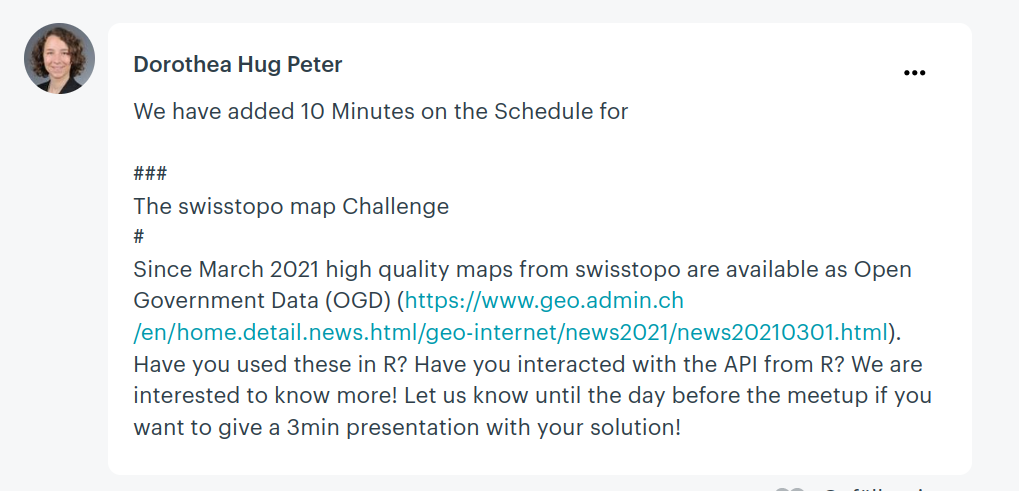 Dorothea Hug Peter
We have added 10 Minutes on the Schedule for
###
The swisstopo map Challenge
#
Since March 2021 high quality maps from swisstopo are available as Open
Government Data (OGD) (https://www.geo.admin.ch
/en/home.detail.news.html/geo-internet/news2021/news20210301.html).
Have you used these in R? Have you interacted with the API from R? We are
interested to know more! Let us know until the day before the meetup if you
want to give a 3min presentation with your solution!